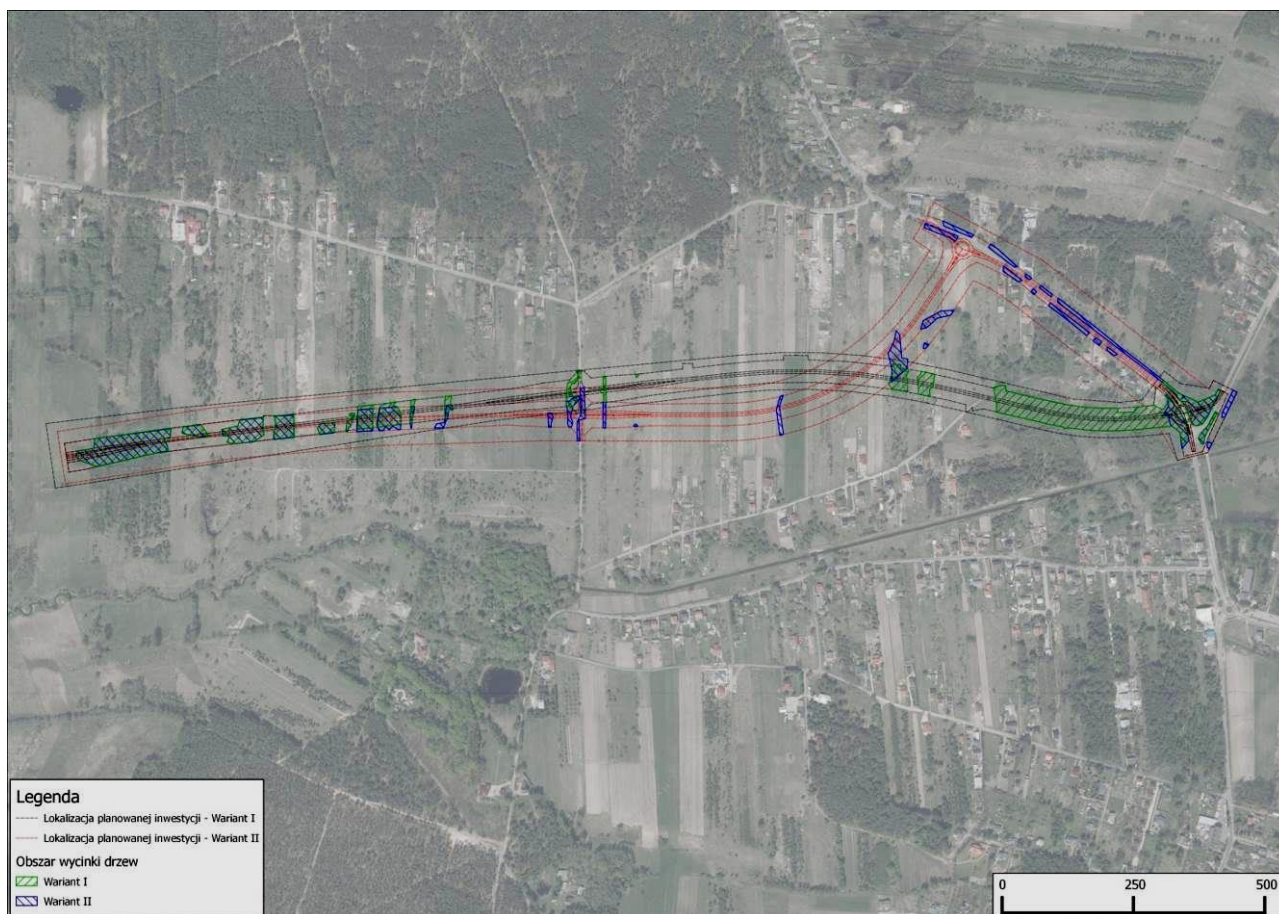 Legenda
Lokalizacja planowanej inwestycji - Wariant I
Lokalizacja planowanej inwestycji - Wariant II
Obszar wycinki drzew
Wariant I
Wariant II
0 250 500